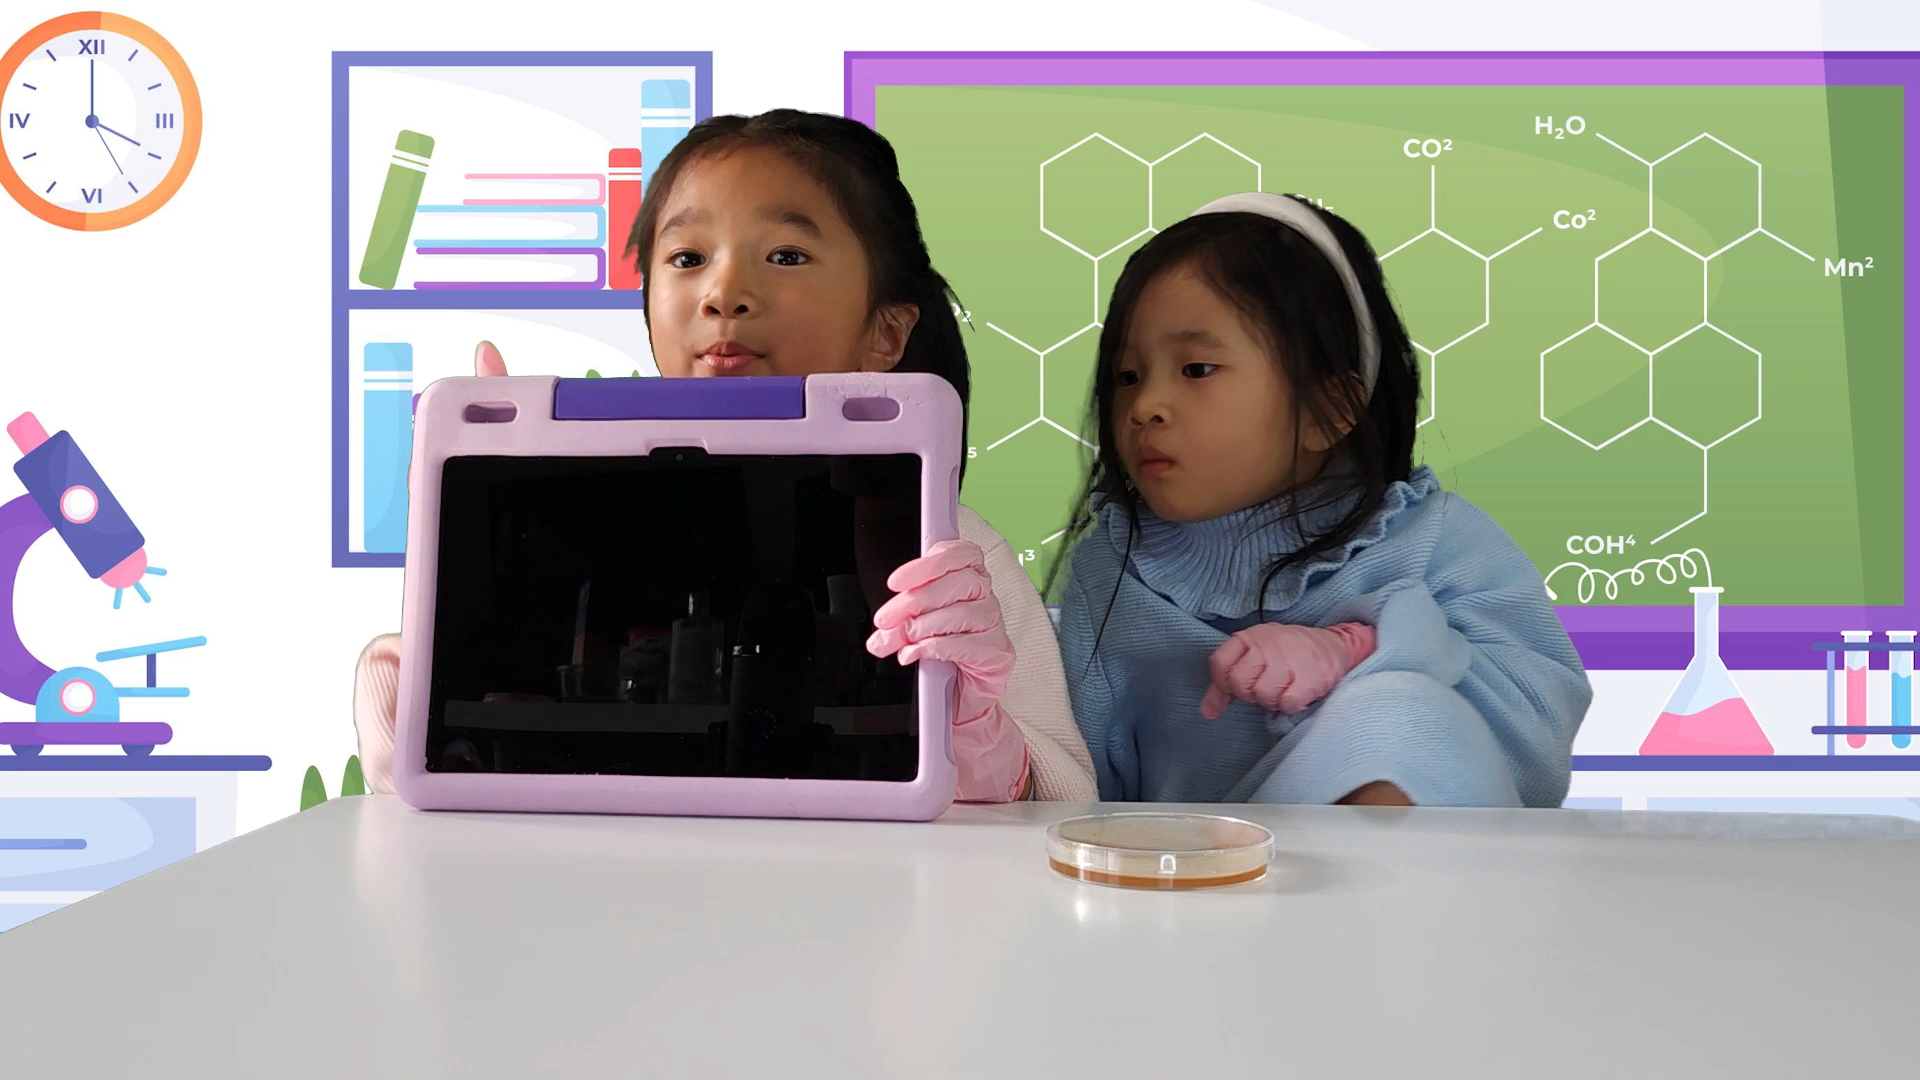 XII
IV
III
VI
H₂O
CO²
Co²
Mn²
COH⁴